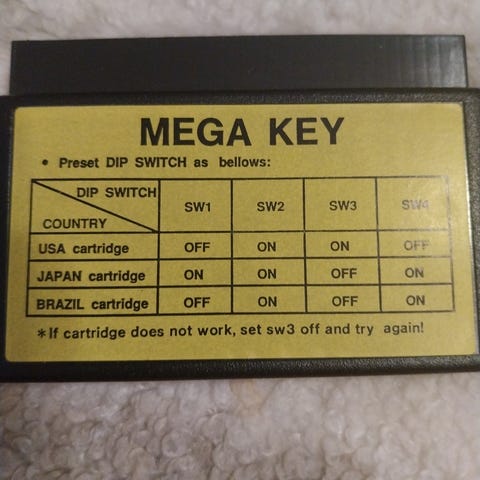 MEGA KEY
• Preset DIP SWITCH as bellows:
DIP SWITCH
COUNTRY SW1 SW2 SW3 SW4
USA cartridge OFF ON ON OFF
JAPAN cartridge ON ON OFF ON
BRAZIL cartridge OFF ON OFF ON
*If cartridge does not work, set sw3 off and try again!